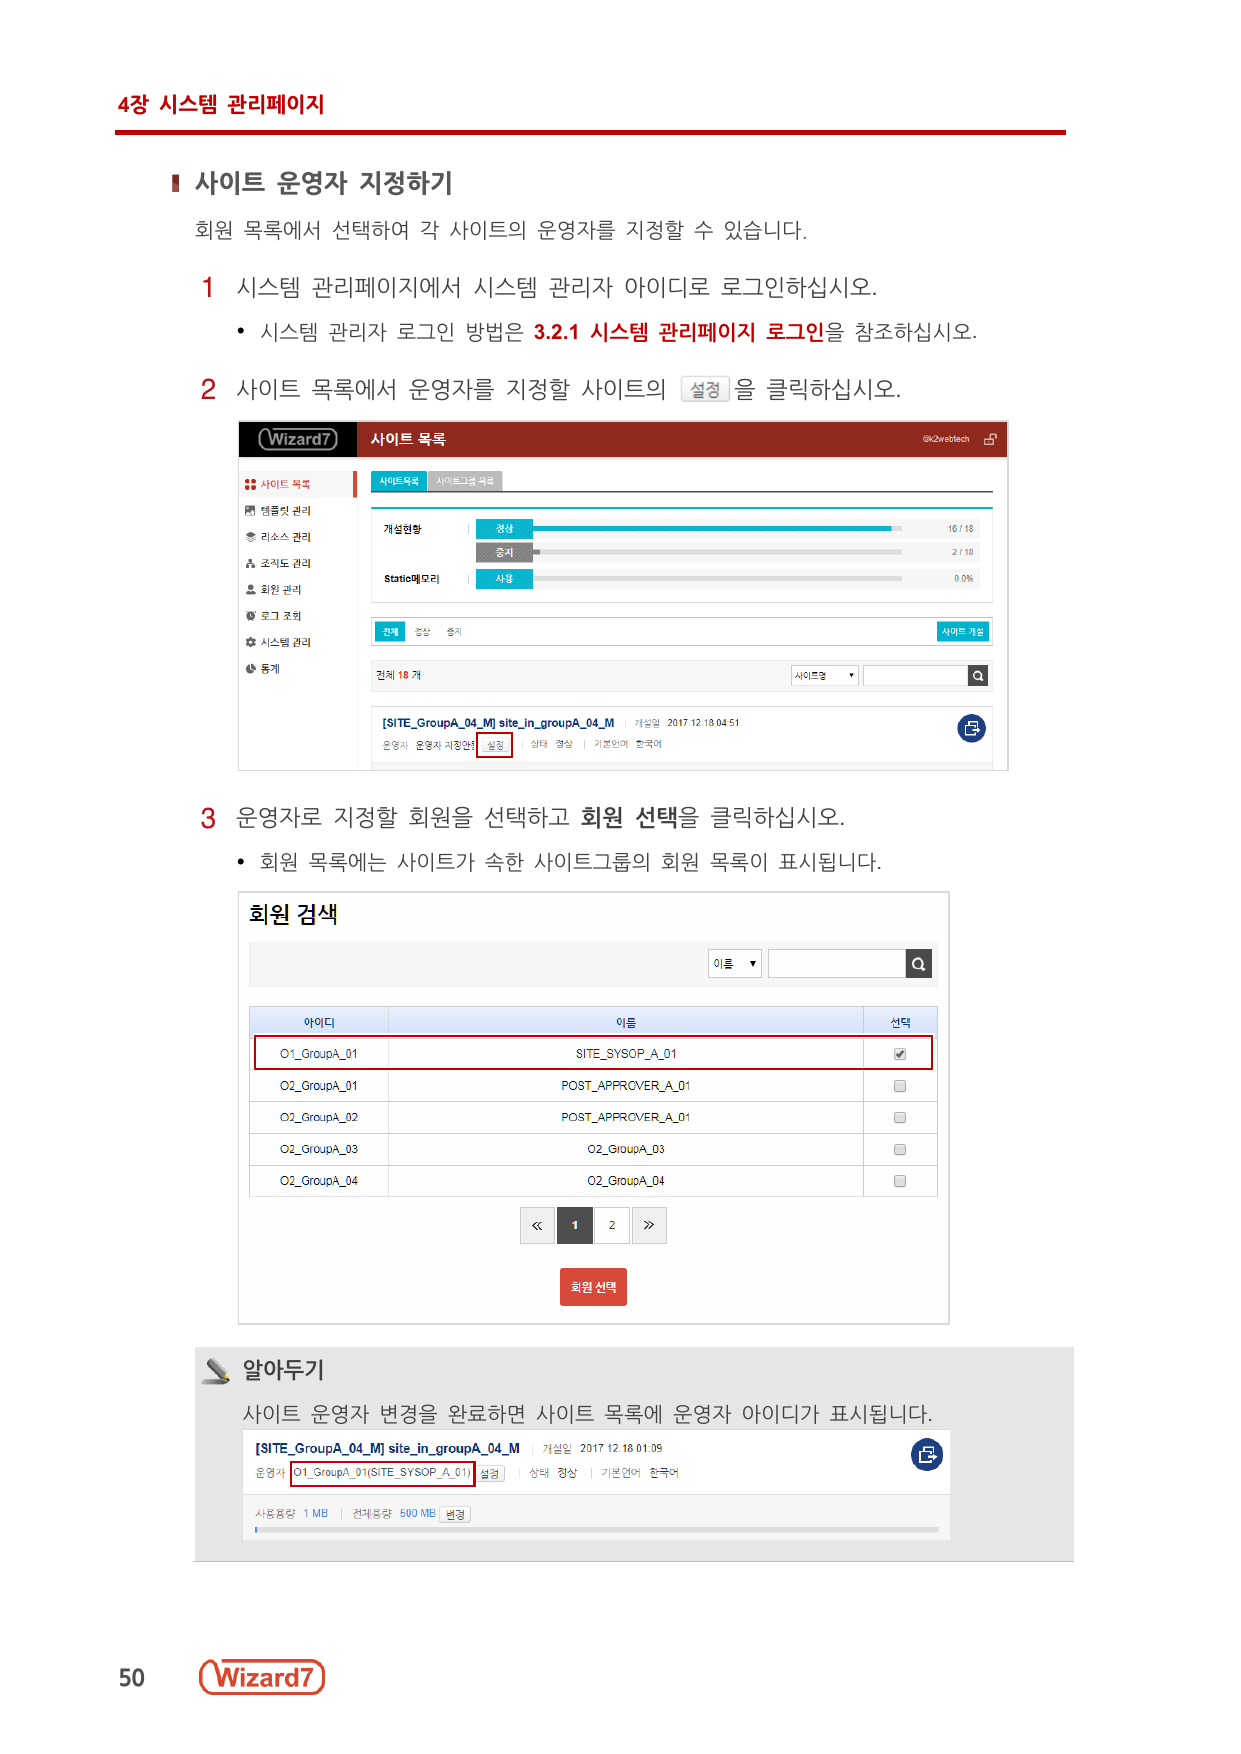 4장 시스템 관리페이지
사이트 운영자 지정하기
회원 목록에서 선택하여 각 사이트의 운영자를 지정할 수 있습니다.
1 시스템 관리페이지에서 시스템 관리자 아이디로 로그인하십시오.
• 시스템 관리자 로그인 방법은 3.2.1 시스템 관리페이지 로그인을 참조하십시오.
2 사이트 목록에서 운영자를 지정할 사이트의 설정 을 클릭하십시오.
Wizard7 사이트 목록 @k2webtech
사이트 목록
템플릿 관리
리소스 관리
조직도 관리
회원 관리
로그 조회
시스템 관리
통계
사이트목록 사이트그룹 목록
개설현황 정상 16 / 18
중지 2 / 18
Static메모리 사용 0.0%
전체 정상 중지 사이트 개설
전체 18 개 사이트명
[SITE_GroupA_04_M] site_in_groupA_04_M 개설일 2017.12.18 04:51
운영자 운영자 지정안 설정 상태 정상 기본언어 한국어
3 운영자로 지정할 회원을 선택하고 회원 선택을 클릭하십시오.
• 회원 목록에는 사이트가 속한 사이트그룹의 회원 목록이 표시됩니다.
회원 검색
이름
아이디 이름 선택
O1_GroupA_01 SITE_SYSOP_A_01
O2_GroupA_01 POST_APPROVER_A_01
O2_GroupA_02 POST_APPROVER_A_01
O2_GroupA_03 O2_GroupA_03
O2_GroupA_04 O2_GroupA_04
« 1 2 »
회원 선택
알아두기
사이트 운영자 변경을 완료하면 사이트 목록에 운영자 아이디가 표시됩니다.
[SITE_GroupA_04_M] site_in_groupA_04_M 개설일 2017.12.18 01:09
운영자 O1_GroupA_01(SITE_SYSOP_A_01) 설정 상태 정상 기본언어 한국어
사용용량 1 MB 전체용량 500 MB 변경
50 Wizard7